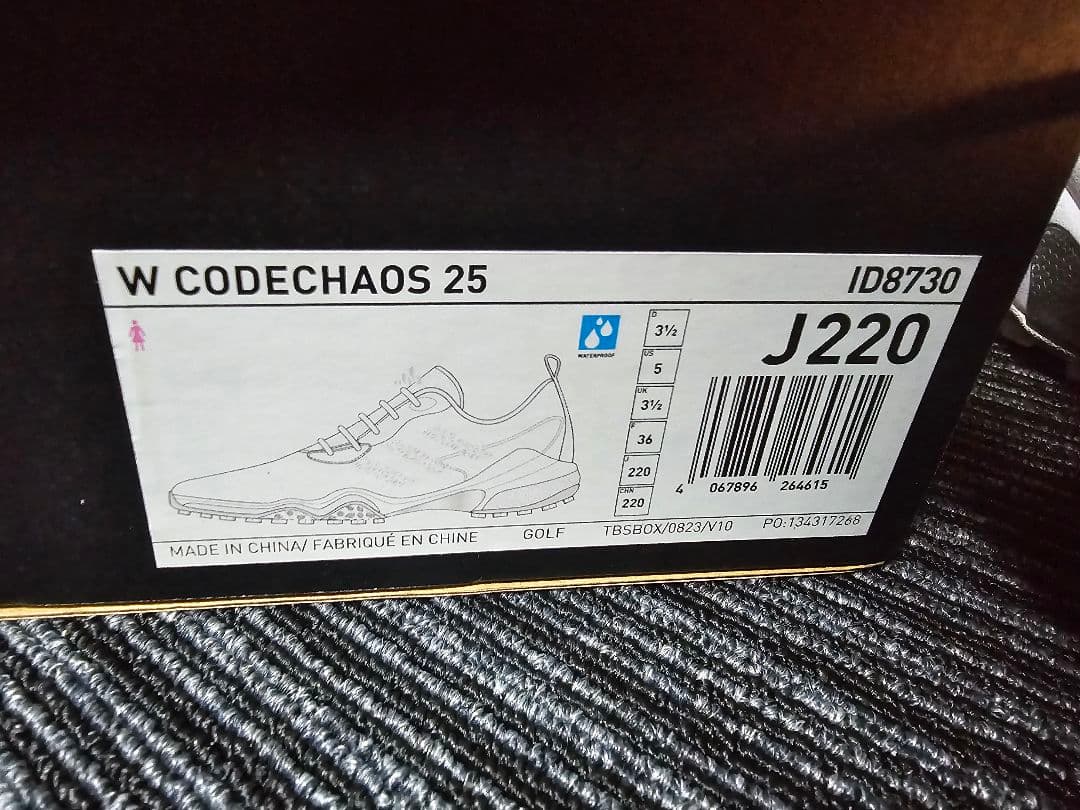 W CODECHAOS 25 ID8730
WATERPROOF
D 3½
US 5
UK 3½
F 36
J 220
CHN 220
J220
4 067896 264615
MADE IN CHINA/ FABRIQUÉ EN CHINE GOLF TBSBOX/0823/V10 PO:134317268